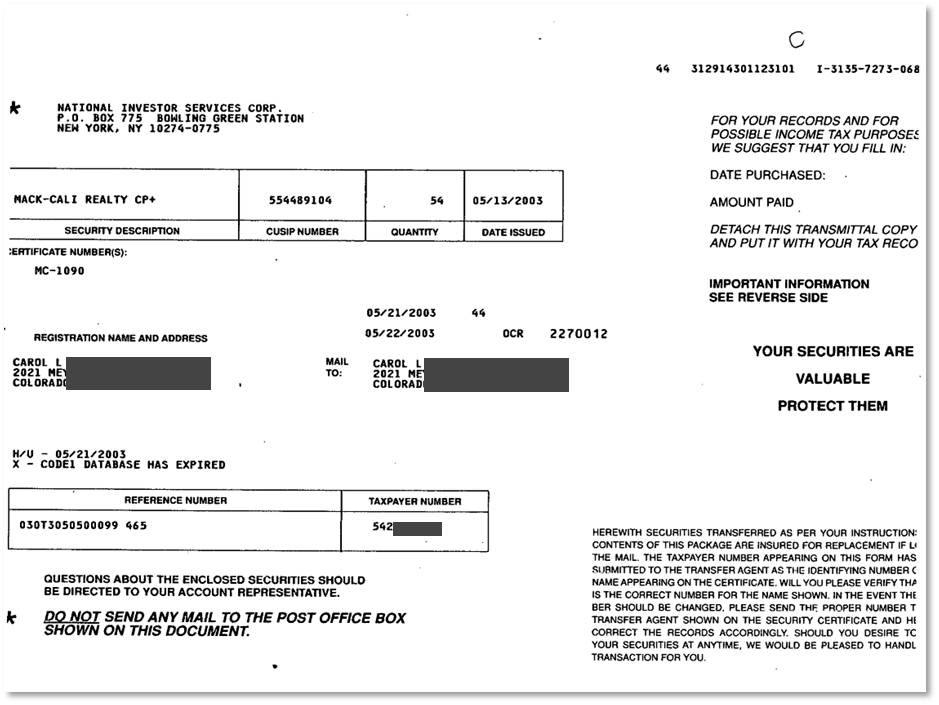 44 312914301123101 I-3135-7273-068
NATIONAL INVESTOR SERVICES CORP.
P.O. BOX 775 BOWLING GREEN STATION
NEW YORK, NY 10274-0775
FOR YOUR RECORDS AND FOR
POSSIBLE INCOME TAX PURPOSES
WE SUGGEST THAT YOU FILL IN:
DATE PURCHASED:
AMOUNT PAID
DETACH THIS TRANSMITTAL COPY
AND PUT IT WITH YOUR TAX RECO
IMPORTANT INFORMATION
SEE REVERSE SIDE
YOUR SECURITIES ARE
VALUABLE
PROTECT THEM
MACK-CALI REALTY CP+ 554489104 54 05/13/2003
SECURITY DESCRIPTION CUSIP NUMBER QUANTITY DATE ISSUED
CERTIFICATE NUMBER(S):
MC-1090
05/21/2003 44
05/22/2003 OCR 2270012
REGISTRATION NAME AND ADDRESS
CAROL L
2021 MEY
COLORADO
MAIL
TO:
CAROL L
2021 ME
COLORAD
H/U - 05/21/2003
X - CODE1 DATABASE HAS EXPIRED
REFERENCE NUMBER TAXPAYER NUMBER
030T3050500099 465 542
QUESTIONS ABOUT THE ENCLOSED SECURITIES SHOULD
BE DIRECTED TO YOUR ACCOUNT REPRESENTATIVE.
DO NOT SEND ANY MAIL TO THE POST OFFICE BOX
SHOWN ON THIS DOCUMENT.
HEREWITH SECURITIES TRANSFERRED AS PER YOUR INSTRUCTION
CONTENTS OF THIS PACKAGE ARE INSURED FOR REPLACEMENT IF L
THE MAIL. THE TAXPAYER NUMBER APPEARING ON THIS FORM HAS
SUBMITTED TO THE TRANSFER AGENT AS THE IDENTIFYING NUMBER
NAME APPEARING ON THE CERTIFICATE. WILL YOU PLEASE VERIFY THA
IS THE CORRECT NUMBER FOR THE NAME SHOWN. IN THE EVENT THE
BER SHOULD BE CHANGED, PLEASE SEND THE PROPER NUMBER T
TRANSFER AGENT SHOWN ON THE SECURITY CERTIFICATE AND HE
CORRECT THE RECORDS ACCORDINGLY. SHOULD YOU DESIRE TO
YOUR SECURITIES AT ANYTIME, WE WOULD BE PLEASED TO HANDL
TRANSACTION FOR YOU.